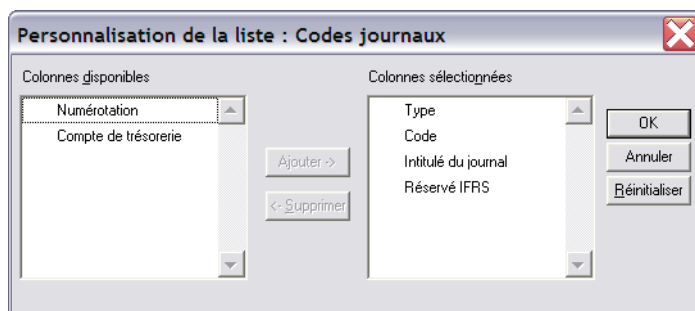 Personnalisation de la liste : Codes journaux
Colonnes disponibles
Numérotation
Compte de trésorerie
Ajouter ->
<- Supprimer
Colonnes sélectionnées
Type
Code
Intitulé du journal
Réservé IFRS
OK
Annuler
Réinitialiser